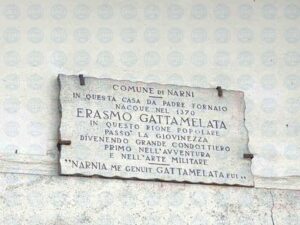 COMUNE DI NARNI
IN QUESTA CASA DA PADRE FORNAIO
NACQUE NEL 1370
ERASMO GATTAMELATA
IN QUESTO RIONE POPOLARE
PASSÒ LA GIOVINEZZA
DIVENENDO GRANDE CONDOTTIERO
PRIMO NELL'AVVENTURA
E NELL'ARTE MILITARE
"NARNIA ME GENUIT GATTAMELATA FUI"